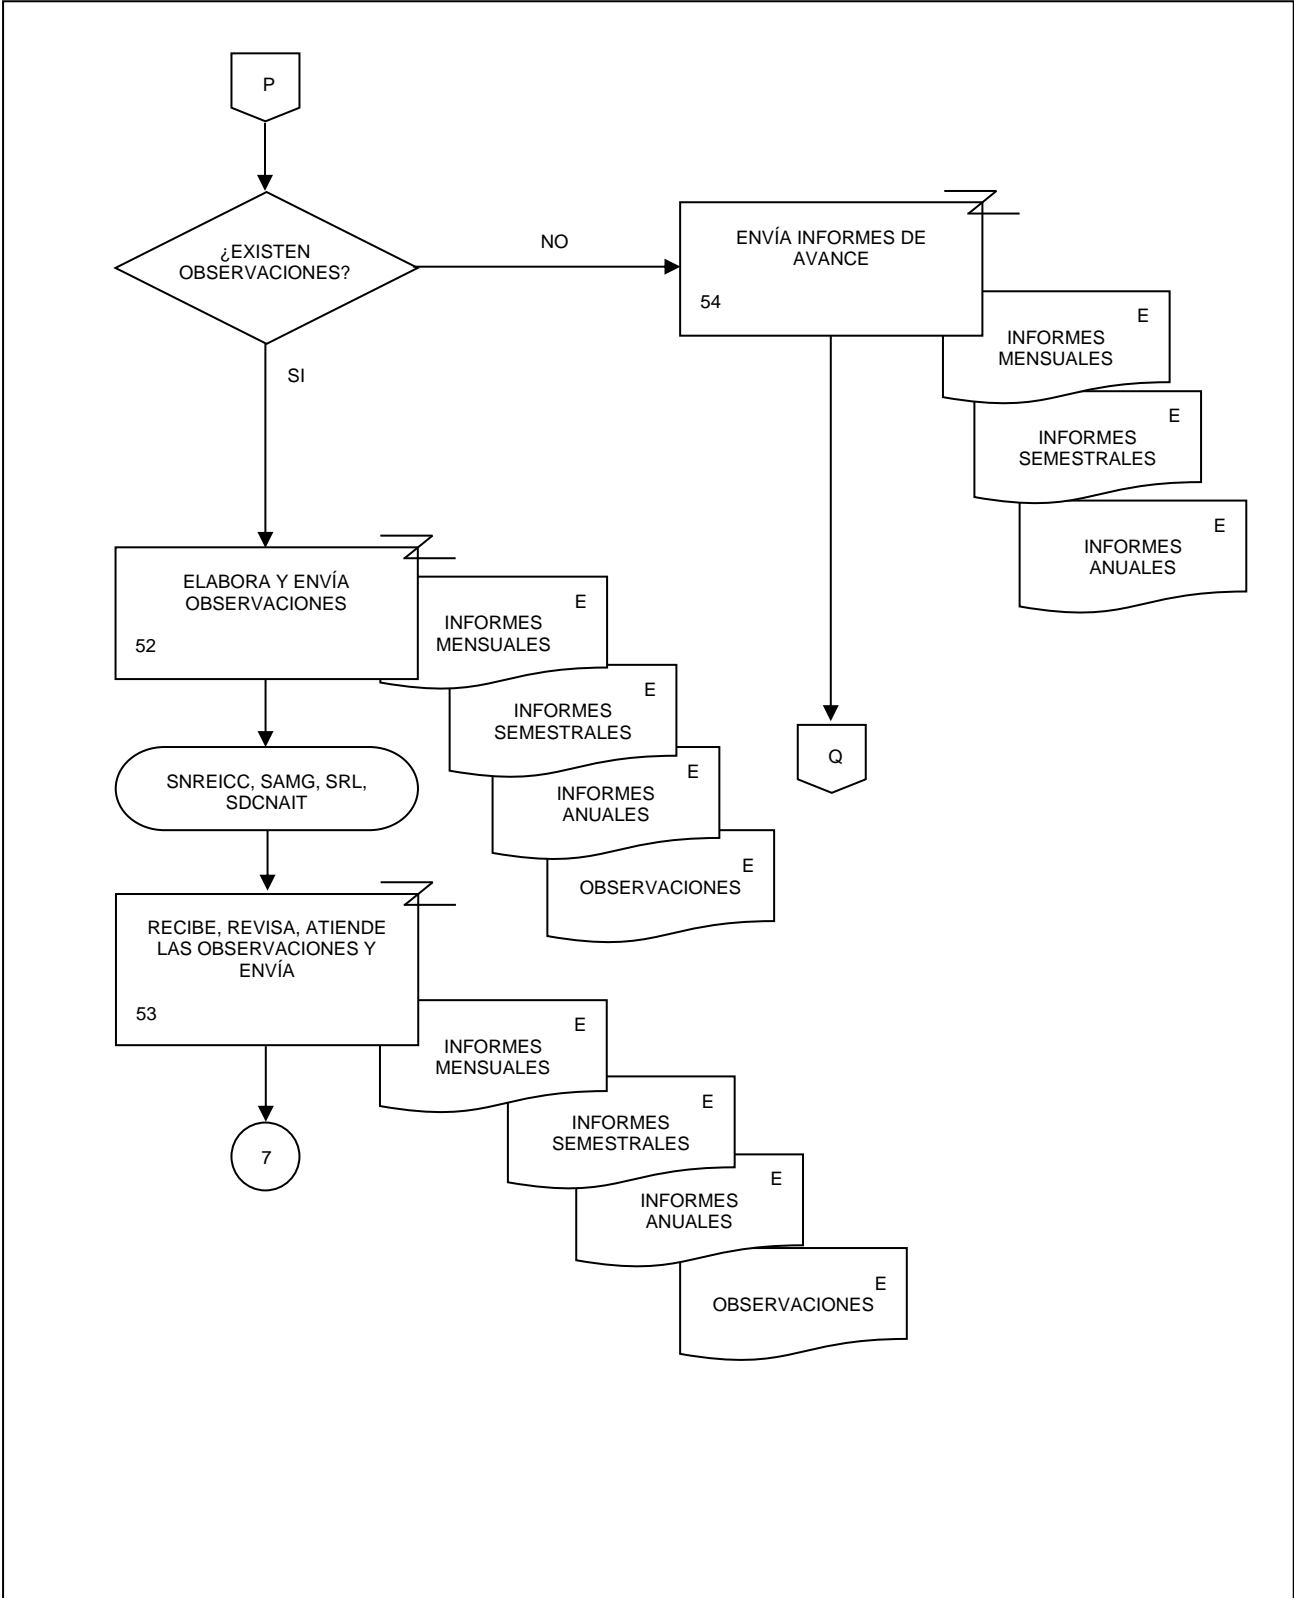 P
¿EXISTEN
OBSERVACIONES?
NO
SI
ENVÍA INFORMES DE
AVANCE
54
E
INFORMES
MENSUALES
E
INFORMES
SEMESTRALES
E
INFORMES
ANUALES
Q
ELABORA Y ENVÍA
OBSERVACIONES
52
E
INFORMES
MENSUALES
E
INFORMES
SEMESTRALES
E
INFORMES
ANUALES
E
OBSERVACIONES
SNREICC, SAMG, SRL,
SDCNAIT
RECIBE, REVISA, ATIENDE
LAS OBSERVACIONES Y
ENVÍA
53
E
INFORMES
MENSUALES
E
INFORMES
SEMESTRALES
E
INFORMES
ANUALES
E
OBSERVACIONES
7